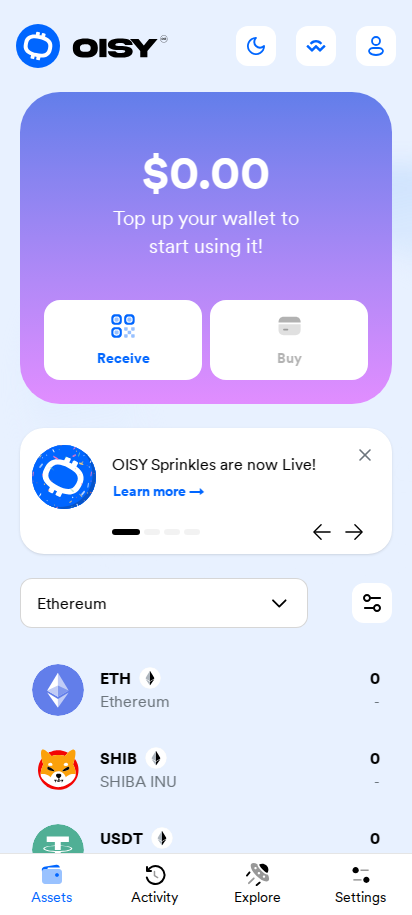 OISY
$0.00
Top up your wallet to
start using it!
Receive
Buy
OISY Sprinkles are now Live!
Learn more →
Ethereum
ETH
0
Ethereum
-
SHIB
0
SHIBA INU
-
USDT
0
Assets
Activity
Explore
Settings